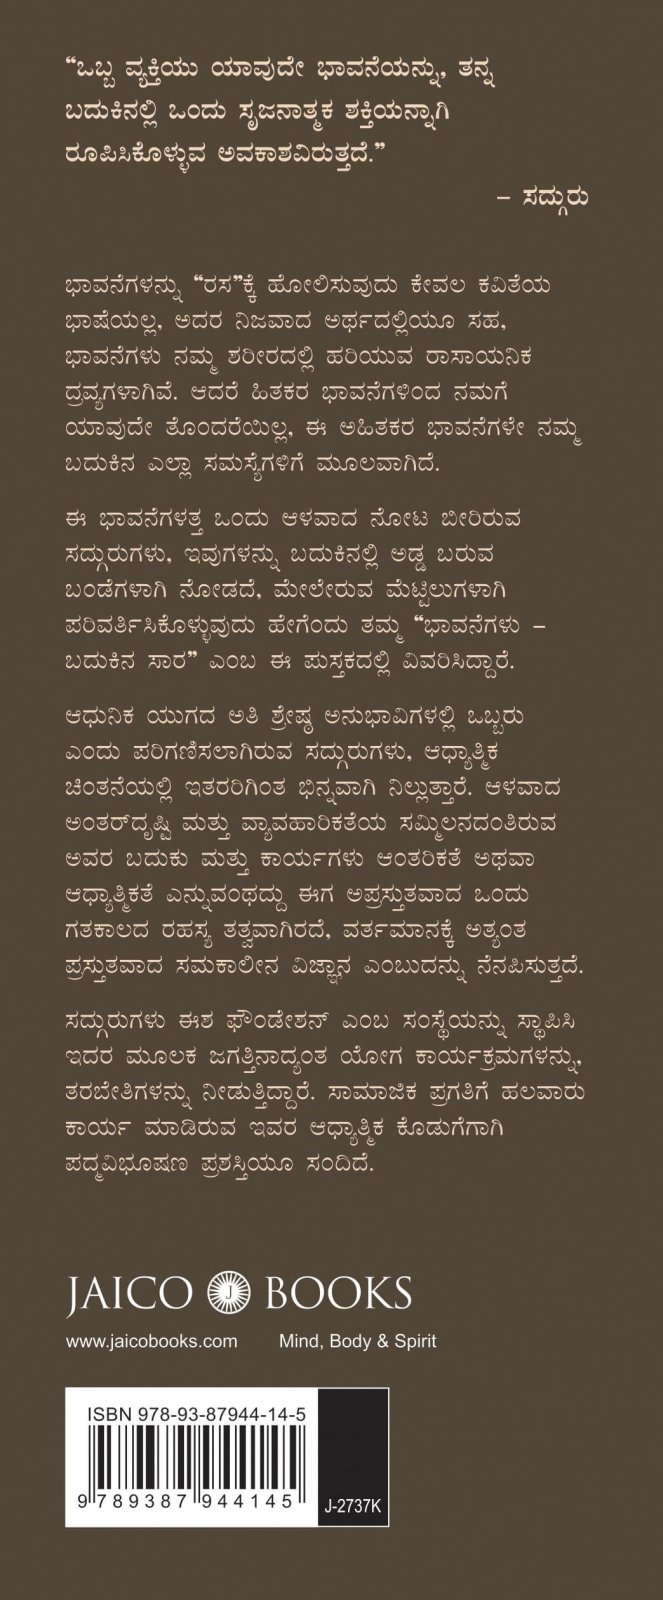 “ಒಬ್ಬ ವ್ಯಕ್ತಿಯು ಯಾವುದೇ ಭಾವನೆಯನ್ನು, ತನ್ನ
ಬದುಕಿನಲ್ಲಿ ಒಂದು ಸೃಜನಾತ್ಮಕ ಶಕ್ತಿಯನ್ನಾಗಿ
ರೂಪಿಸಿಕೊಳ್ಳುವ ಅವಕಾಶವಿರುತ್ತದೆ.”
– ಸದ್ಗುರು
ಭಾವನೆಗಳನ್ನು “ರಸ”ಕ್ಕೆ ಹೋಲಿಸುವುದು ಕೇವಲ ಕವಿತೆಯ
ಭಾಷೆಯಲ್ಲ, ಅದರ ನಿಜವಾದ ಅರ್ಥದಲ್ಲಿಯೂ ಸಹ,
ಭಾವನೆಗಳು ನಮ್ಮ ಶರೀರದಲ್ಲಿ ಹರಿಯುವ ರಾಸಾಯನಿಕ
ದ್ರವ್ಯಗಳಾಗಿವೆ. ಆದರೆ ಹಿತಕರ ಭಾವನೆಗಳಿಂದ ನಮಗೆ
ಯಾವುದೇ ತೊಂದರೆಯಿಲ್ಲ, ಈ ಅಹಿತಕರ ಭಾವನೆಗಳೇ ನಮ್ಮ
ಬದುಕಿನ ಎಲ್ಲಾ ಸಮಸ್ಯೆಗಳಿಗೆ ಮೂಲವಾಗಿದೆ.
ಈ ಭಾವನೆಗಳತ್ತ ಒಂದು ಆಳವಾದ ನೋಟ ಬೀರಿರುವ
ಸದ್ಗುರುಗಳು, ಇವುಗಳನ್ನು ಬದುಕಿನಲ್ಲಿ ಅಡ್ಡ ಬರುವ
ಬಂಡೆಗಳಾಗಿ ನೋಡದೆ, ಮೇಲೇರುವ ಮೆಟ್ಟಿಲುಗಳಾಗಿ
ಪರಿವರ್ತಿಸಿಕೊಳ್ಳುವುದು ಹೇಗೆಂದು ತಮ್ಮ “ಭಾವನೆಗಳು –
ಬದುಕಿನ ಸಾರ” ಎಂಬ ಈ ಪುಸ್ತಕದಲ್ಲಿ ವಿವರಿಸಿದ್ದಾರೆ.
ಆಧುನಿಕ ಯುಗದ ಅತಿ ಶ್ರೇಷ್ಠ ಅನುಭಾವಿಗಳಲ್ಲಿ ಒಬ್ಬರು
ಎಂದು ಪರಿಗಣಿಸಲಾಗಿರುವ ಸದ್ಗುರುಗಳು, ಆಧ್ಯಾತ್ಮಿಕ
ಚಿಂತನೆಯಲ್ಲಿ ಇತರರಿಗಿಂತ ಭಿನ್ನವಾಗಿ ನಿಲ್ಲುತ್ತಾರೆ. ಆಳವಾದ
ಅಂತರ್‌ದೃಷ್ಟಿ ಮತ್ತು ವ್ಯಾವಹಾರಿಕತೆಯ ಸಮ್ಮಿಲನದಂತಿರುವ
ಅವರ ಬದುಕು ಮತ್ತು ಕಾರ್ಯಗಳು ಆಂತರಿಕತೆ ಅಥವಾ
ಆಧ್ಯಾತ್ಮಿಕತೆ ಎನ್ನುವಂಥದ್ದು ಈಗ ಅಪ್ರಸ್ತುತವಾದ ಒಂದು
ಗತಕಾಲದ ರಹಸ್ಯ ತತ್ವವಾಗಿರದೆ, ವರ್ತಮಾನಕ್ಕೆ ಅತ್ಯಂತ
ಪ್ರಸ್ತುತವಾದ ಸಮಕಾಲೀನ ವಿಜ್ಞಾನ ಎಂಬುದನ್ನು ನೆನಪಿಸುತ್ತದೆ.
ಸದ್ಗುರುಗಳು ಈಶ ಫೌಂಡೇಶನ್ ಎಂಬ ಸಂಸ್ಥೆಯನ್ನು ಸ್ಥಾಪಿಸಿ
ಇದರ ಮೂಲಕ ಜಗತ್ತಿನಾದ್ಯಂತ ಯೋಗ ಕಾರ್ಯಕ್ರಮಗಳನ್ನು,
ತರಬೇತಿಗಳನ್ನು ನೀಡುತ್ತಿದ್ದಾರೆ. ಸಾಮಾಜಿಕ ಪ್ರಗತಿಗೆ ಹಲವಾರು
ಕಾರ್ಯ ಮಾಡಿರುವ ಇವರ ಆಧ್ಯಾತ್ಮಿಕ ಕೊಡುಗೆಗಾಗಿ
ಪದ್ಮವಿಭೂಷಣ ಪ್ರಶಸ್ತಿಯೂ ಸಂದಿದೆ.
JAICO J BOOKS
www.jaicobooks.com Mind, Body & Spirit
ISBN 978-93-87944-14-5
9 789387 944145
J-2737K